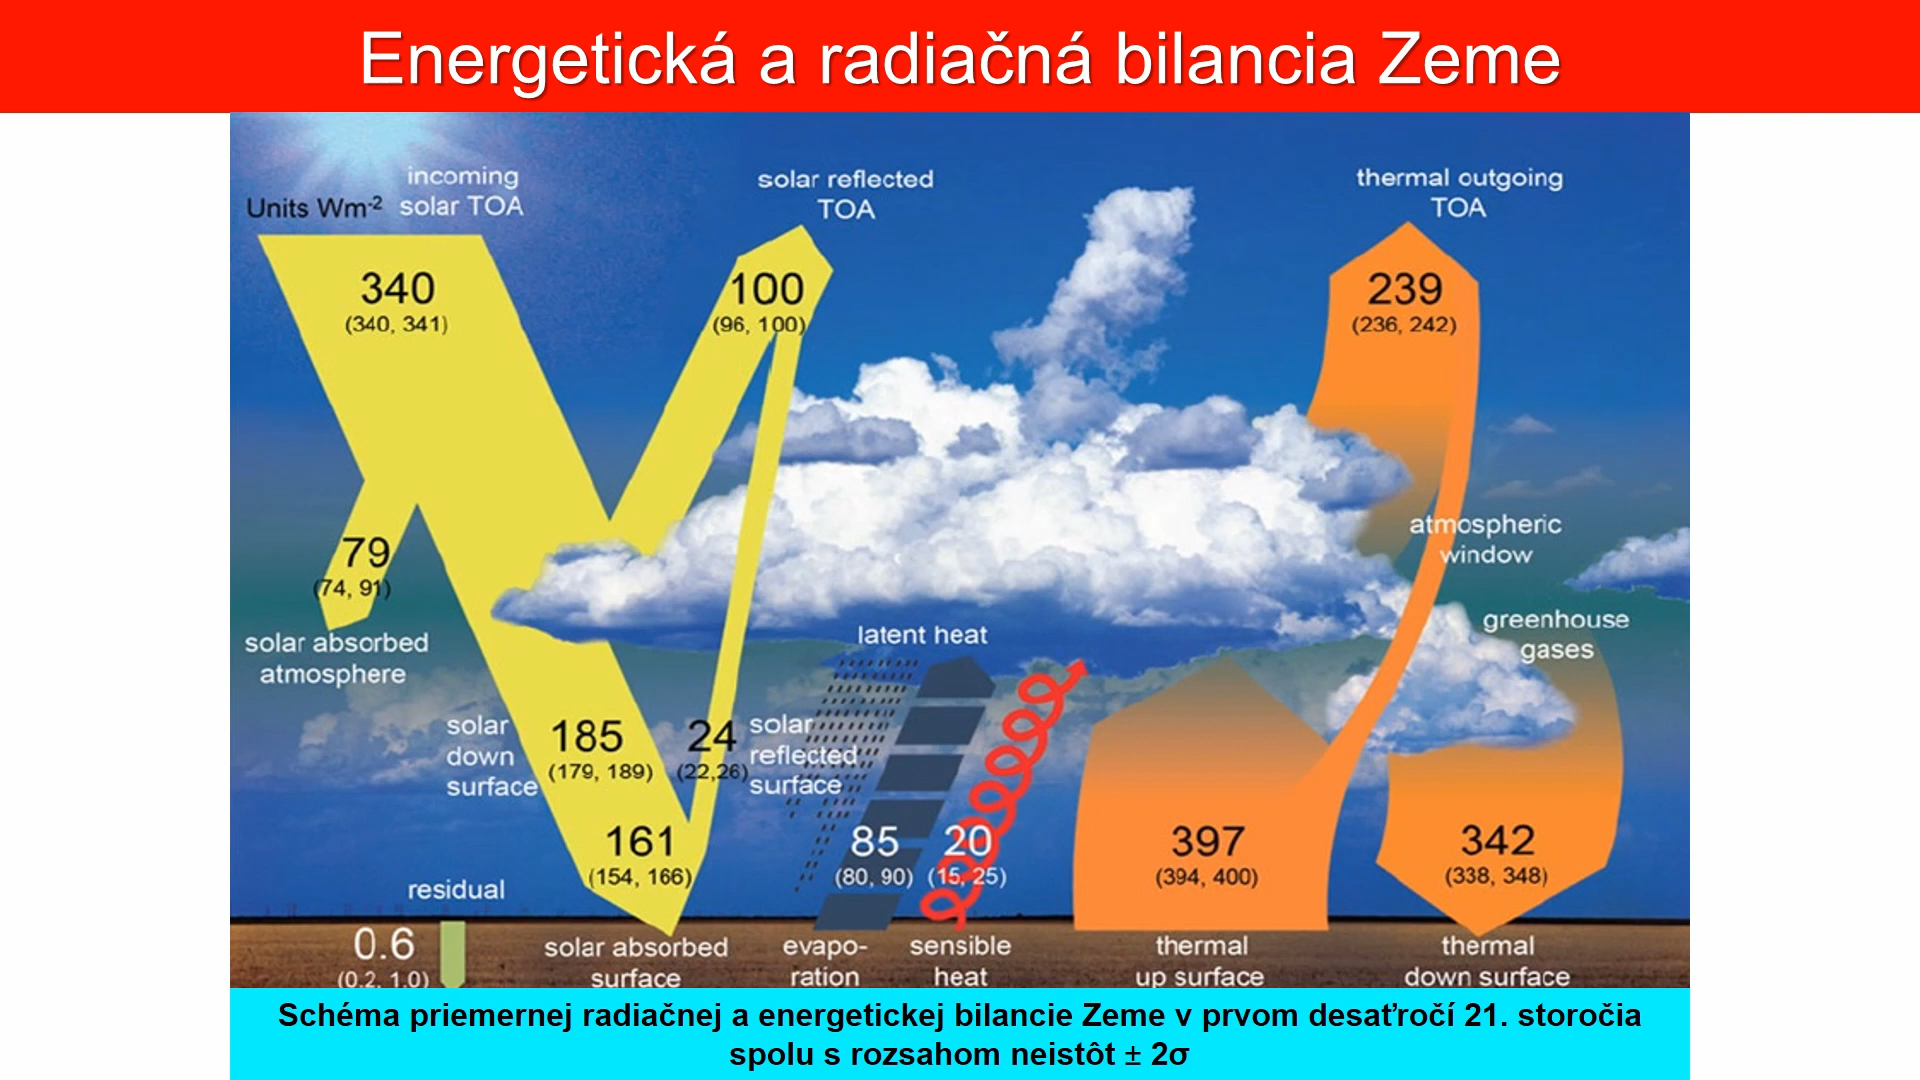 Energetická a radiačná bilancia Zeme
Units Wm-2
incoming
solar TOA
340
(340, 341)
solar reflected
TOA
100
(96, 100)
thermal outgoing
TOA
239
(236, 242)
79
(74, 91)
solar absorbed
atmosphere
atmospheric
window
greenhouse
gases
latent heat
solar
down
surface
185
(179, 189)
24
(22,26)
solar
reflected
surface
161
(154, 166)
85
(80, 90)
20
(15, 25)
397
(394, 400)
342
(338, 348)
residual
0.6
(0.2, 1.0)
solar absorbed
surface
evapo-
ration
sensible
heat
thermal
up surface
thermal
down surface
Schéma priemernej radiačnej a energetickej bilancie Zeme v prvom desaťročí 21. storočia
spolu s rozsahom neistôt ± 2σ